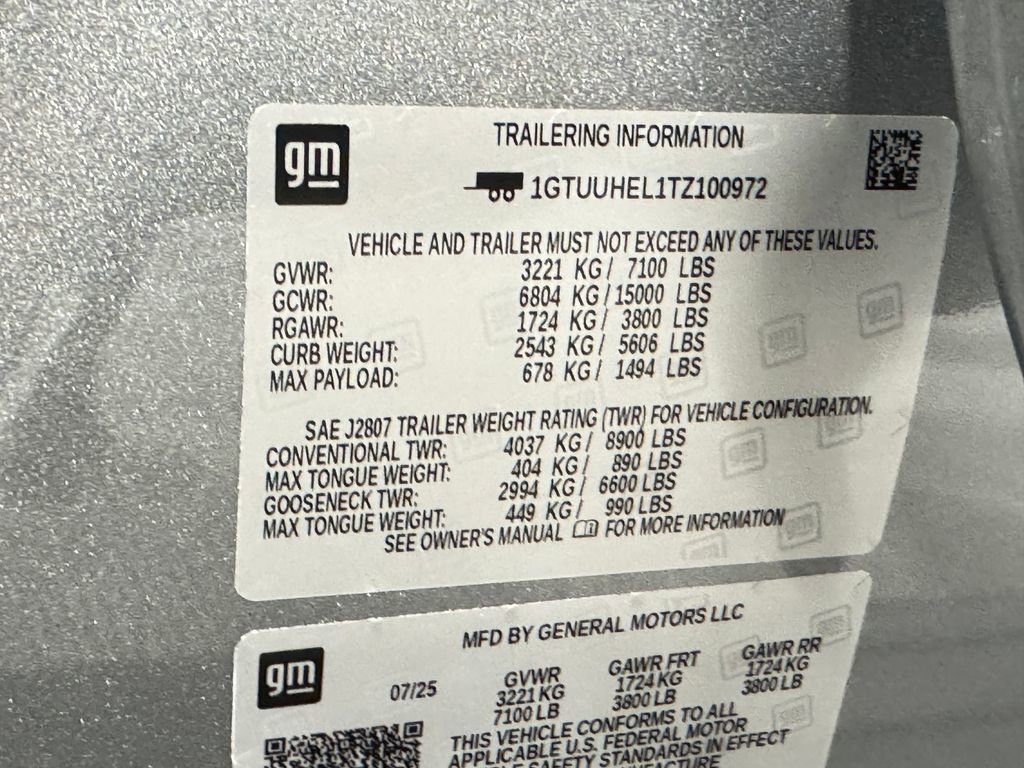 gm
TRAILERING INFORMATION
1GTUUHEL1TZ100972
VEHICLE AND TRAILER MUST NOT EXCEED ANY OF THESE VALUES.
GVWR: 3221 KG / 7100 LBS
GCWR: 6804 KG / 15000 LBS
RGAWR: 1724 KG / 3800 LBS
CURB WEIGHT: 2543 KG / 5606 LBS
MAX PAYLOAD: 678 KG / 1494 LBS
SAE J2807 TRAILER WEIGHT RATING (TWR) FOR VEHICLE CONFIGURATION.
CONVENTIONAL TWR: 4037 KG / 8900 LBS
MAX TONGUE WEIGHT: 404 KG / 890 LBS
GOOSENECK TWR: 2994 KG / 6600 LBS
MAX TONGUE WEIGHT: 449 KG / 990 LBS
SEE OWNER'S MANUAL FOR MORE INFORMATION
gm
MFD BY GENERAL MOTORS LLC
07/25 GVWR GAWR FRT GAWR RR
3221 KG 1724 KG 1724 KG
7100 LB 3800 LB 3800 LB
THIS VEHICLE CONFORMS TO ALL
APPLICABLE U.S. FEDERAL MOTOR
SAFETY STANDARDS IN EFFECT